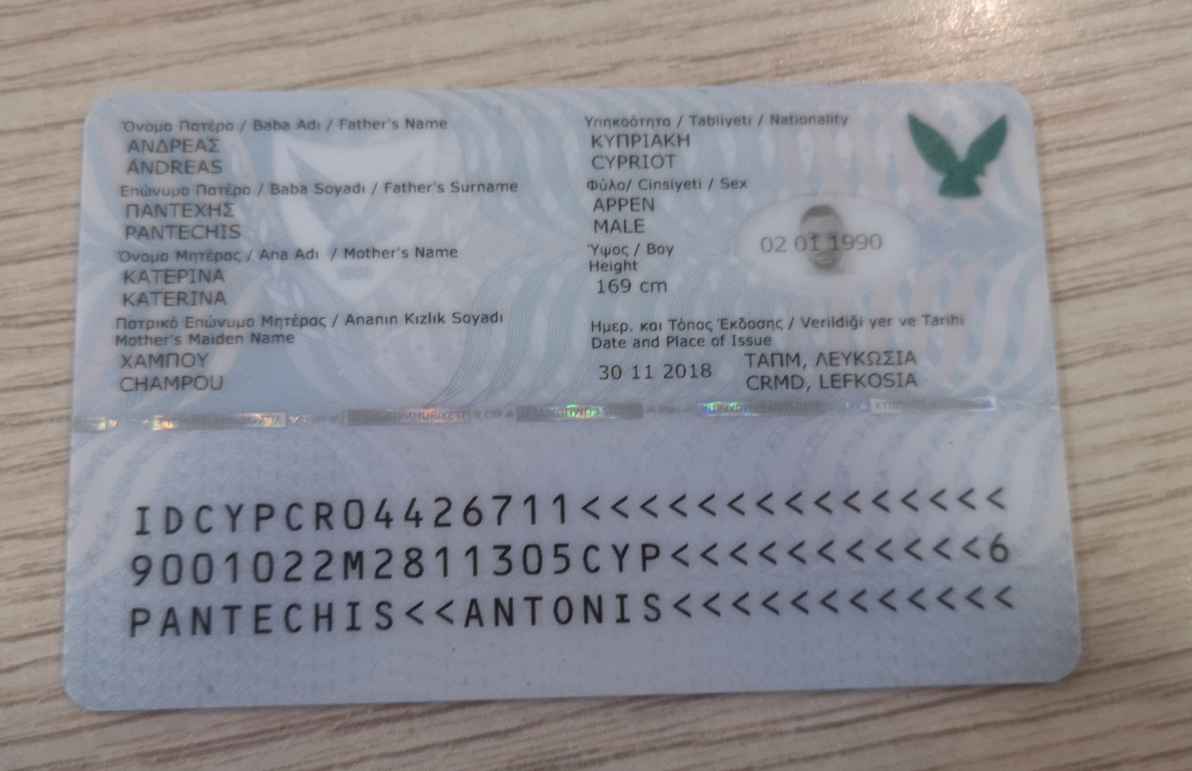 Όνομα Πατέρα / Baba Adı / Father's Name
ΑΝΔΡΕΑΣ
ANDREAS
Επώνυμο Πατέρα / Baba Soyadı / Father's Surname
ΠΑΝΤΕΧΗΣ
PANTECHIS
Όνομα Μητέρας / Ana Adı / Mother's Name
ΚΑΤΕΡΙΝΑ
KATERINA
Πατρικό Επώνυμο Μητέρας / Ananın Kızlık Soyadı
Mother's Maiden Name
ΧΑΜΠΟΥ
CHAMPOU
Υπηκοότητα / Tabiiyeti / Nationality
ΚΥΠΡΙΑΚΗ
CYPRIOT
Φύλο/ Cinsiyeti / Sex
ΑΡΡΕΝ
MALE
Ύψος / Boy
Height
169 cm
02 01 1990
Ημερ. και Τόπος Έκδοσης / Verildiği yer ve Tarihi
Date and Place of Issue
30 11 2018
ΤΑΠΜ, ΛΕΥΚΩΣΙΑ
CRMD, LEFKOSIA
IDCYPCR04426711<<<<<<<<<<<<<<<
9001022M2811305CYP<<<<<<<<<<<6
PANTECHIS<<ANTONIS<<<<<<<<<<<<